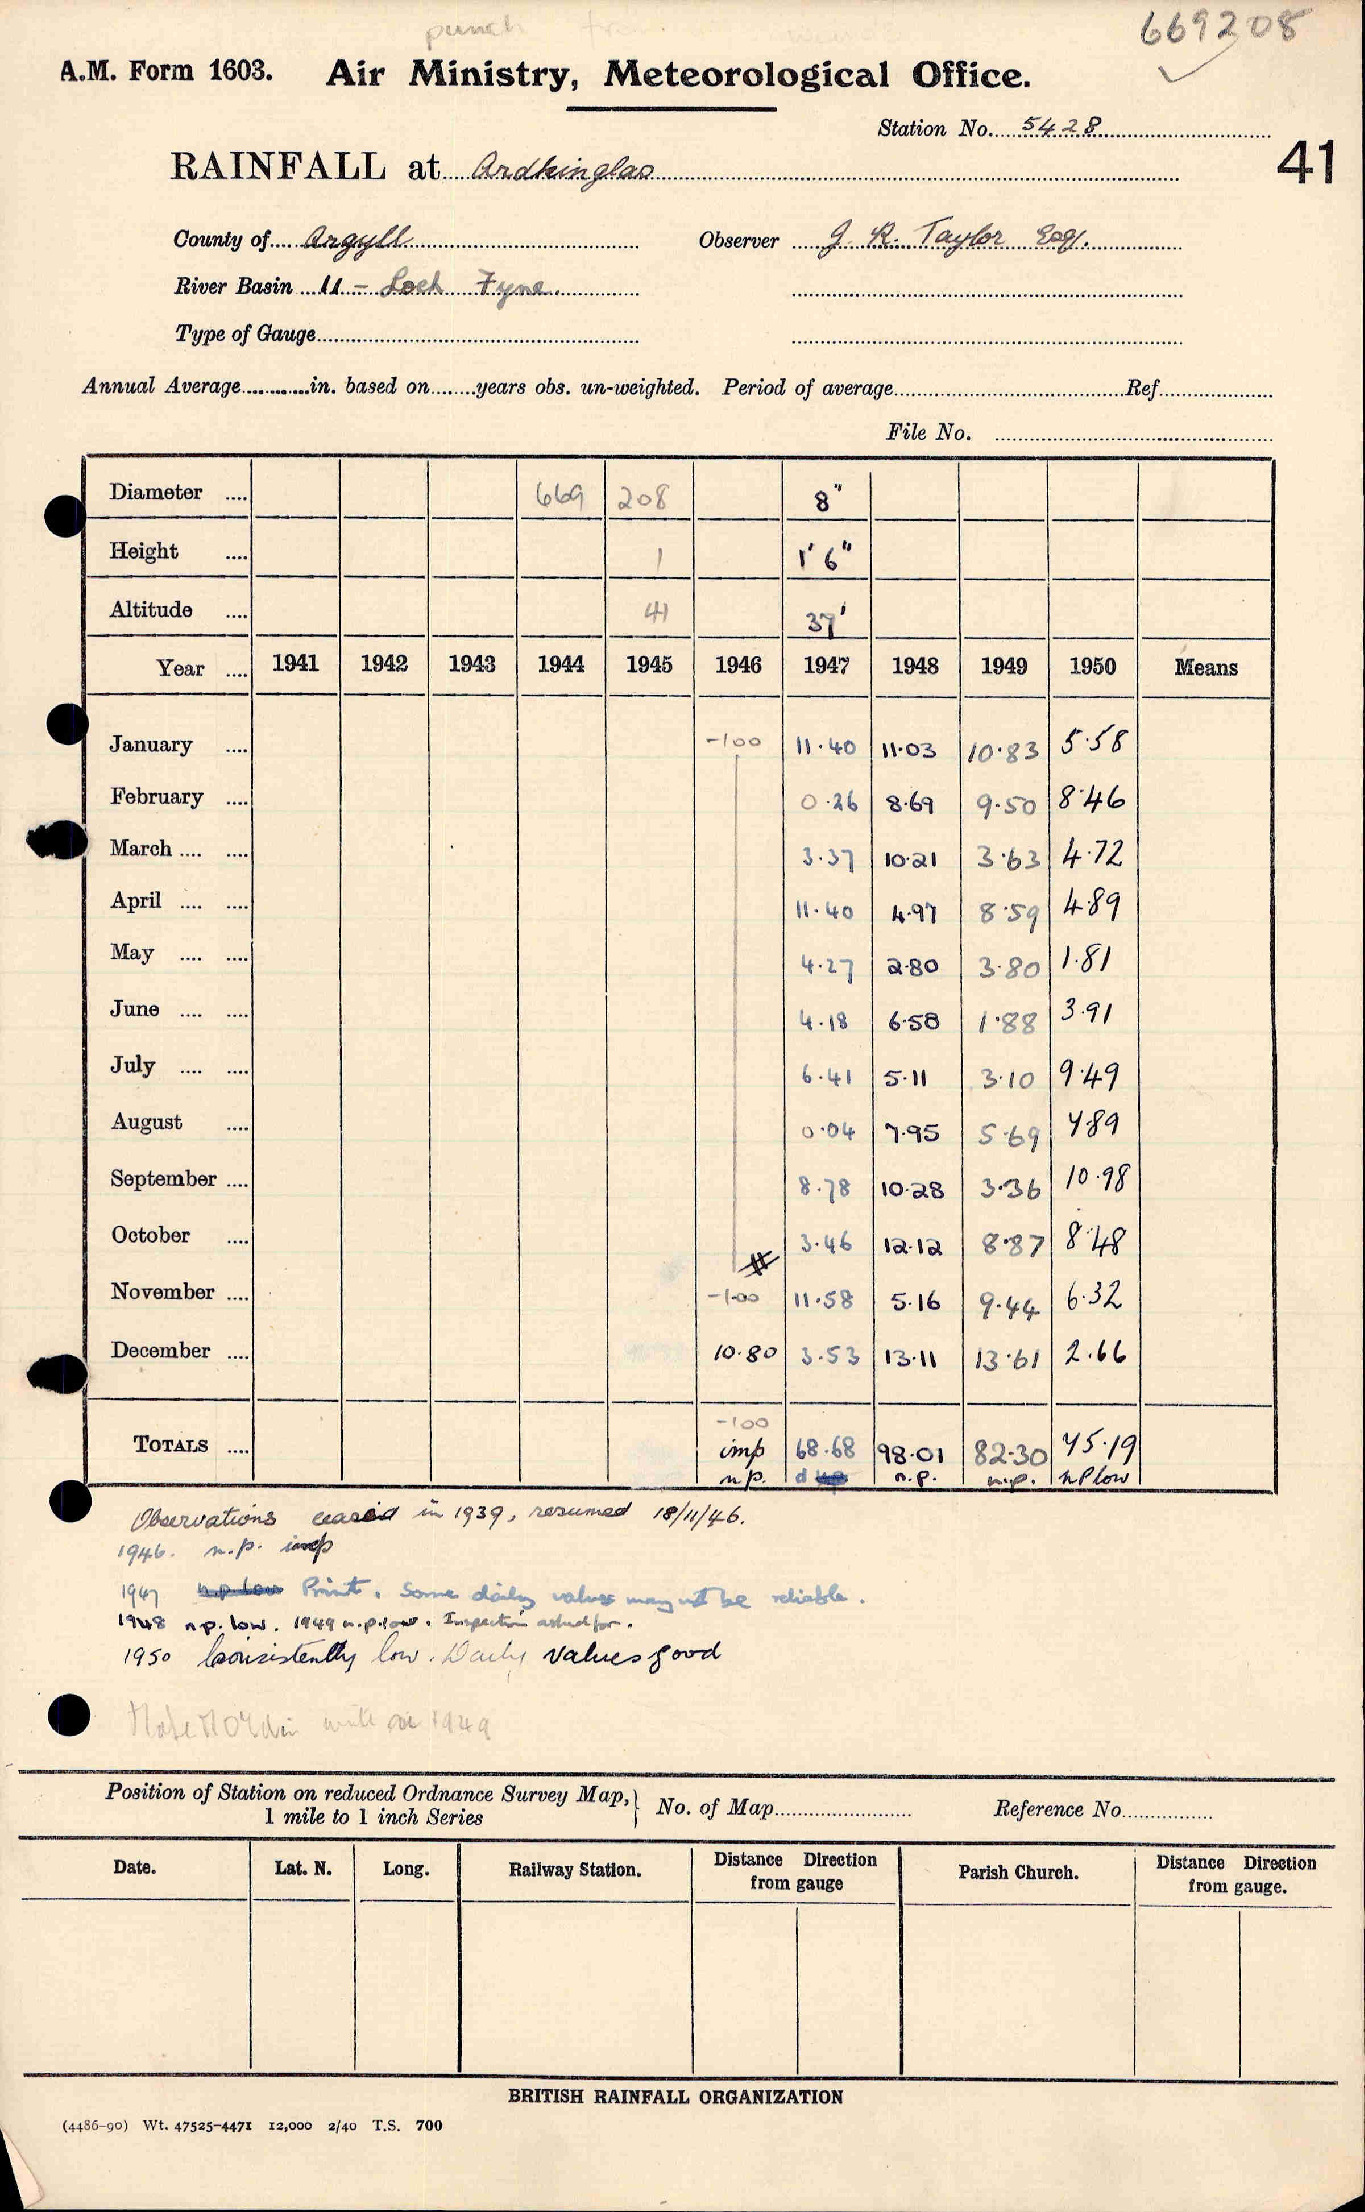 punch
669208
A.M. Form 1603. Air Ministry, Meteorological Office.
Station No. 5428
41
RAINFALL at Ardkinglas
County of Argyll Observer J. R. Taylor Esq.
River Basin 11 - Loch Fyne
Type of Gauge
Annual Average in. based on years obs. un-weighted. Period of average Ref
File No.
Diameter .... 669 208 8"
Height .... 1 1' 6"
Altitude .... 41 37'
Year .... 1941 1942 1943 1944 1945 1946 1947 1948 1949 1950 Means
January .... -100 11.40 11.03 10.83 5.58
February .... 0.26 8.69 9.50 8.46
March .... .... 3.37 10.21 3.63 4.72
April .... .... 11.40 4.97 8.59 4.89
May .... .... 4.27 2.80 3.80 1.81
June .... .... 4.18 6.58 1.88 3.91
July .... .... 6.41 5.11 3.10 9.49
August .... 0.04 7.95 5.69 7.89
September .... 8.78 10.28 3.36 10.98
October .... 3.46 12.12 8.87 8.48
November .... -100 11.58 5.16 9.44 6.32
December .... 10.80 3.53 13.11 13.61 2.66
-100
TOTALS .... imp 68.68 98.01 82.30 75.19
n.p. d n.p. n.p. n P low
Observations ceased in 1939, resumed 18/11/46.
1946. n.p. imp
1947 n.p. low Print. Some daily values may not be reliable.
1948 n.p. low. 1949 n.p. low. Inspection asked for.
1950 Consistently low. Daily values good
1949
Position of Station on reduced Ordnance Survey Map, 1 mile to 1 inch Series } No. of Map Reference No.
Date. Lat. N. Long. Railway Station. Distance Direction from gauge Parish Church. Distance Direction from gauge.
BRITISH RAINFALL ORGANIZATION
(4486-90) Wt. 47525-4471 12,000 2/40 T.S. 700